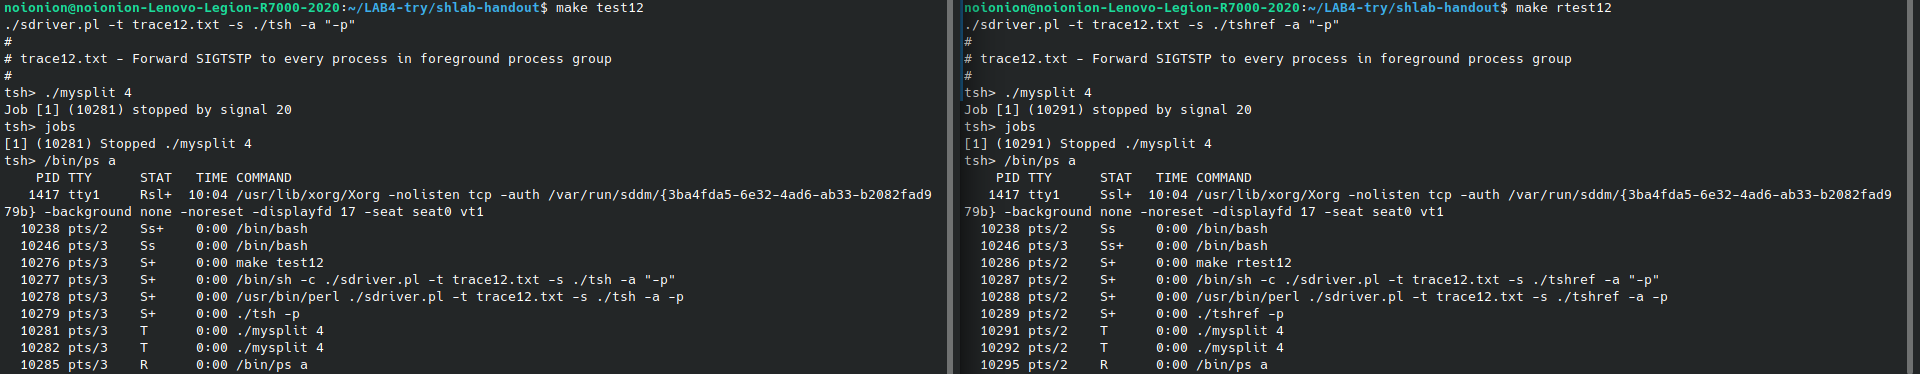 noionion@noionion-Lenovo-Legion-R7000-2020:~/LAB4-try/shlab-handout$ make test12
./sdriver.pl -t trace12.txt -s ./tsh -a "-p"
#
# trace12.txt - Forward SIGTSTP to every process in foreground process group
#
tsh> ./mysplit 4
Job [1] (10281) stopped by signal 20
tsh> jobs
[1] (10281) Stopped ./mysplit 4
tsh> /bin/ps a
    PID TTY      STAT   TIME COMMAND
   1417 tty1     Rsl+  10:04 /usr/lib/xorg/Xorg -nolisten tcp -auth /var/run/sddm/{3ba4fda5-6e32-4ad6-ab33-b2082fad9
79b} -background none -noreset -displayfd 17 -seat seat0 vt1
  10238 pts/2    Ss+    0:00 /bin/bash
  10246 pts/3    Ss     0:00 /bin/bash
  10276 pts/3    S+     0:00 make test12
  10277 pts/3    S+     0:00 /bin/sh -c ./sdriver.pl -t trace12.txt -s ./tsh -a "-p"
  10278 pts/3    S+     0:00 /usr/bin/perl ./sdriver.pl -t trace12.txt -s ./tsh -a -p
  10279 pts/3    S+     0:00 ./tsh -p
  10281 pts/3    T      0:00 ./mysplit 4
  10282 pts/3    T      0:00 ./mysplit 4
  10285 pts/3    R      0:00 /bin/ps a
noionion@noionion-Lenovo-Legion-R7000-2020:~/LAB4-try/shlab-handout$ make rtest12
./sdriver.pl -t trace12.txt -s ./tshref -a "-p"
#
# trace12.txt - Forward SIGTSTP to every process in foreground process group
#
tsh> ./mysplit 4
Job [1] (10291) stopped by signal 20
tsh> jobs
[1] (10291) Stopped ./mysplit 4
tsh> /bin/ps a
    PID TTY      STAT   TIME COMMAND
   1417 tty1     Ssl+  10:04 /usr/lib/xorg/Xorg -nolisten tcp -auth /var/run/sddm/{3ba4fda5-6e32-4ad6-ab33-b2082fad9
79b} -background none -noreset -displayfd 17 -seat seat0 vt1
  10238 pts/2    Ss     0:00 /bin/bash
  10246 pts/3    Ss+    0:00 /bin/bash
  10286 pts/2    S+     0:00 make rtest12
  10287 pts/2    S+     0:00 /bin/sh -c ./sdriver.pl -t trace12.txt -s ./tshref -a "-p"
  10288 pts/2    S+     0:00 /usr/bin/perl ./sdriver.pl -t trace12.txt -s ./tshref -a -p
  10289 pts/2    S+     0:00 ./tshref -p
  10291 pts/2    T      0:00 ./mysplit 4
  10292 pts/2    T      0:00 ./mysplit 4
  10295 pts/2    R      0:00 /bin/ps a